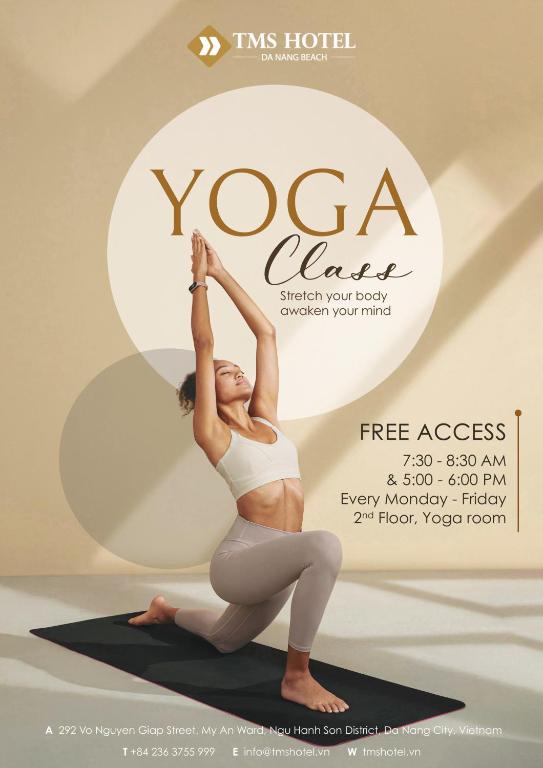 TMS HOTEL
DA NANG BEACH
YOGA
Class
Stretch your body
awaken your mind
FREE ACCESS
7:30 - 8:30 AM
& 5:00 - 6:00 PM
Every Monday - Friday
2nd Floor, Yoga room
A 292 Vo Nguyen Giap Street, My An Ward, Ngu Hanh Son District, Da Nang City, Vietnam
T +84 236 3755 999 E info@tmshotel.vn W tmshotel.vn